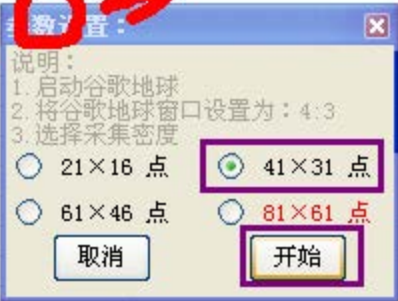 参数设置：
说明：
1.启动谷歌地球
2.将谷歌地球窗口设置为：4:3
3.选择采集密度
21×16 点 41×31 点
61×46 点 81×61 点
取消 开始